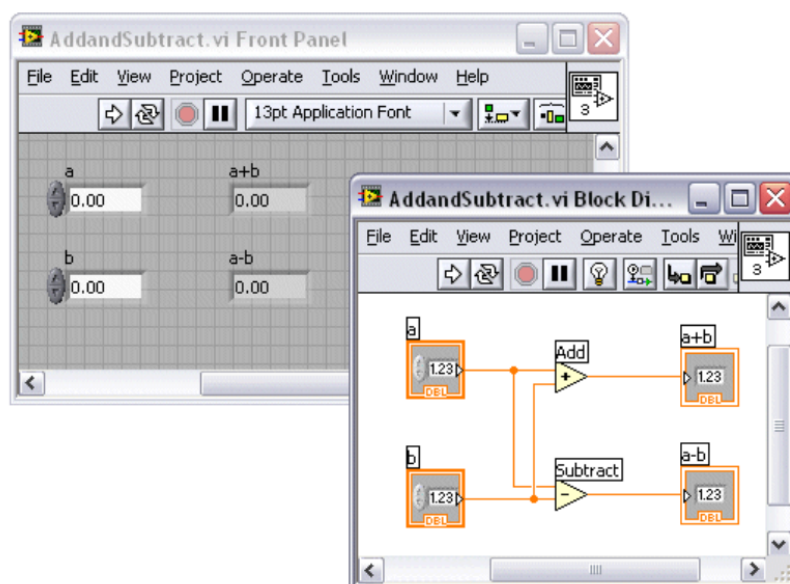 AddandSubtract.vi Front Panel
File Edit View Project Operate Tools Window Help
13pt Application Font
3
a
0.00
a+b
0.00
b
0.00
a-b
0.00
AddandSubtract.vi Block Di...
File Edit View Project Operate Tools Wi
3
a
1.23
DBL
Add
+
a+b
1.23
DBL
b
1.23
DBL
Subtract
-
a-b
1.23
DBL